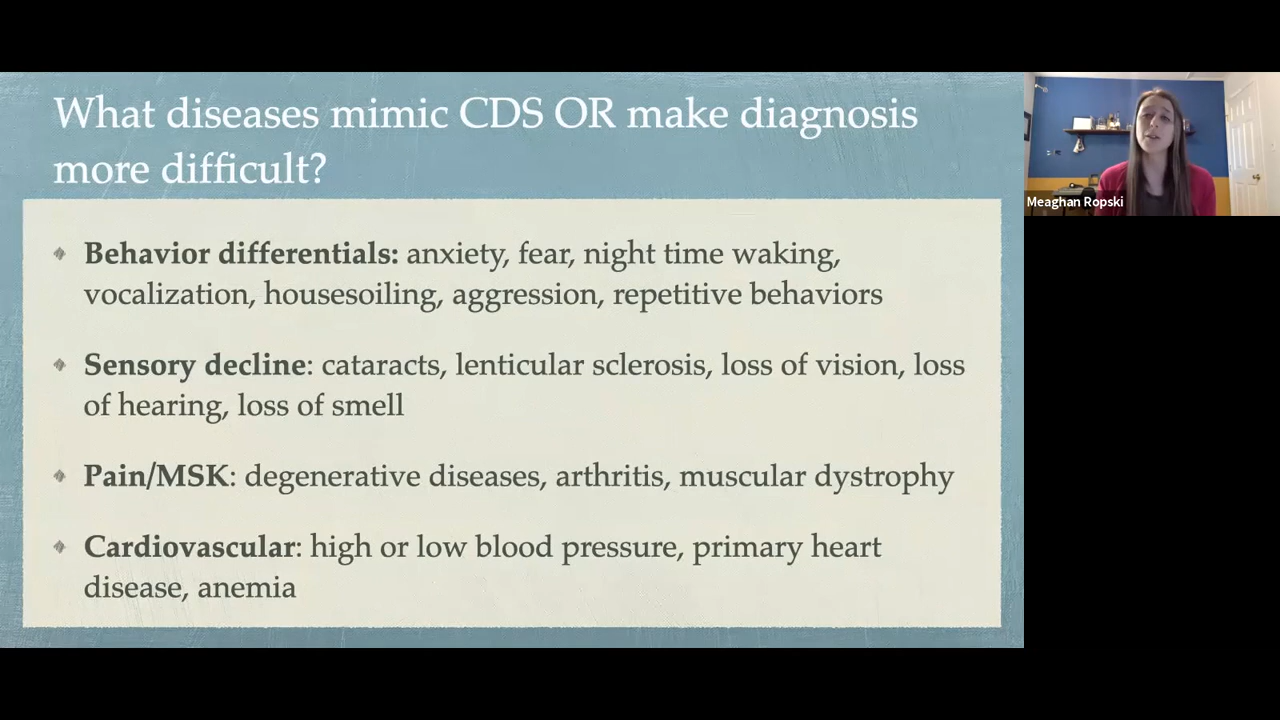 What diseases mimic CDS OR make diagnosis
more difficult?
Behavior differentials: anxiety, fear, night time waking,
vocalization, housesoiling, aggression, repetitive behaviors
Sensory decline: cataracts, lenticular sclerosis, loss of vision, loss
of hearing, loss of smell
Pain/MSK: degenerative diseases, arthritis, muscular dystrophy
Cardiovascular: high or low blood pressure, primary heart
disease, anemia
Meaghan Ropski